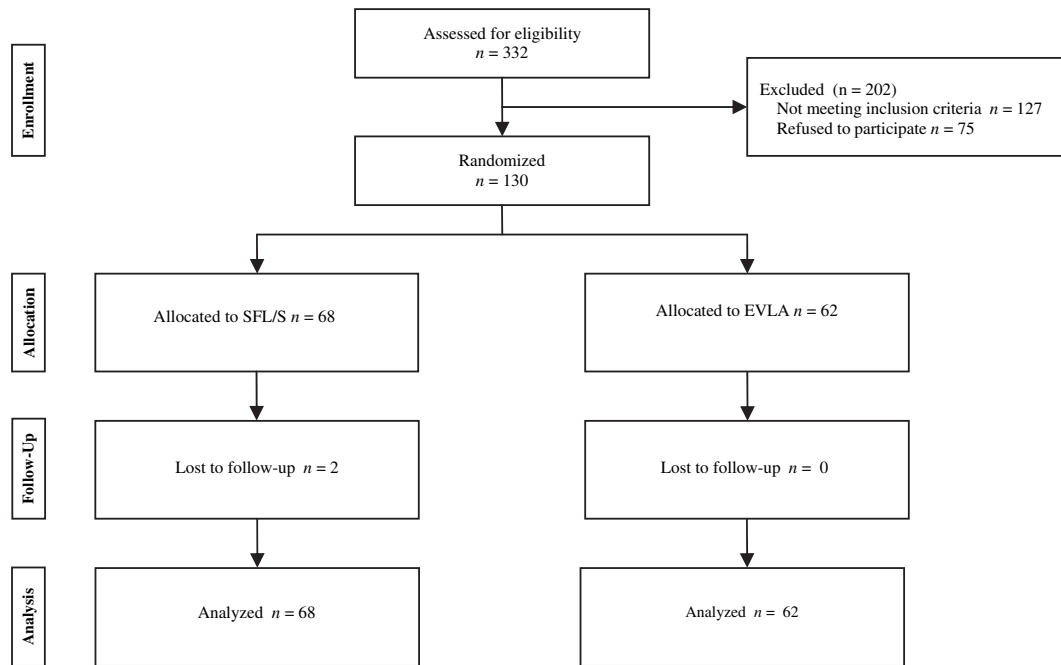 Enrollment
Assessed for eligibility
n = 332
Excluded (n = 202)
Not meeting inclusion criteria n = 127
Refused to participate n = 75
Randomized
n = 130
Allocation
Allocated to SFL/S n = 68
Allocated to EVLA n = 62
Follow-Up
Lost to follow-up n = 2
Lost to follow-up n = 0
Analysis
Analyzed n = 68
Analyzed n = 62